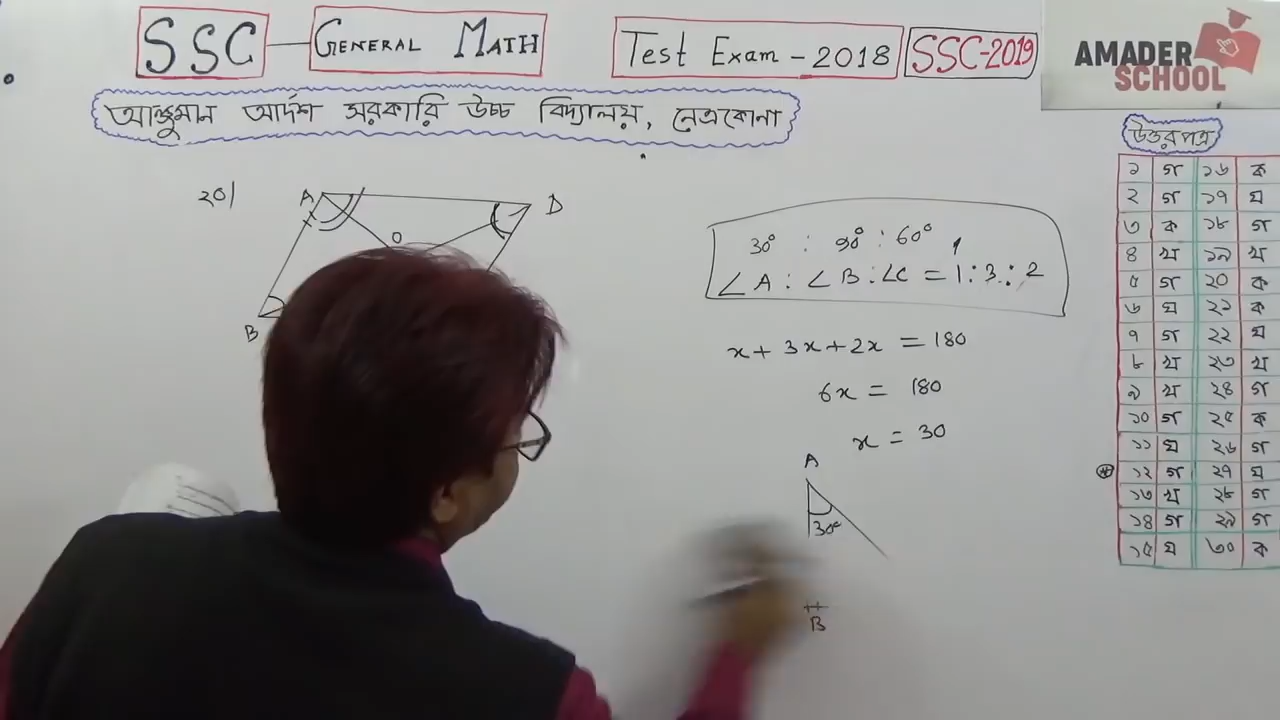 SSC — GENERAL MATH Test Exam - 2018 SSC-2019
AMADER SCHOOL
আঞ্জুমান আর্দশ সরকারি উচ্চ বিদ্যালয়, নেত্রকোনা
উত্তরপত্র
২০|
A
D
O
B
30° : 90° : 60°
∠A : ∠B : ∠C = 1 : 3 : 2
x + 3x + 2x = 180
6x = 180
x = 30
A
30°
B
১ গ ১৬ ক
২ গ ১৭ ঘ
৩ ক ১৮ গ
৪ খ ১৯ খ
৫ গ ২০ ক
৬ ঘ ২১ ক
৭ গ ২২ ঘ
৮ খ ২৩ খ
৯ খ ২৪ গ
১০ গ ২৫ ক
১১ ঘ ২৬ গ
১২ গ ২৭ ঘ
১৩ খ ২৮ গ
১৪ গ ২৯ গ
১৫ ঘ ৩০ ক